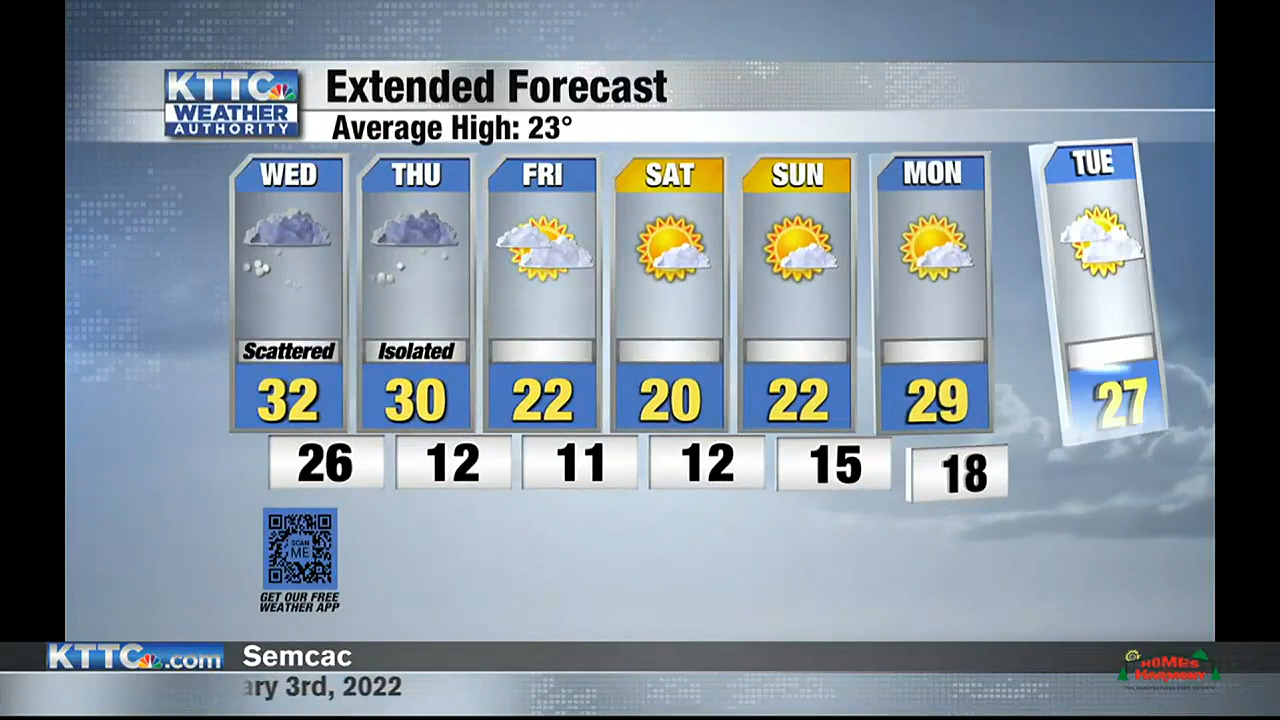 KTTC
WEATHER
AUTHORITY
Extended Forecast
Average High: 23°
WED THU FRI SAT SUN MON TUE
Scattered Isolated
32 30 22 20 22 29 27
26 12 11 12 15 18
SCAN
ME
GET OUR FREE
WEATHER APP
KTTC.com
Semcac
ary 3rd, 2022
HOMES
HARMONY